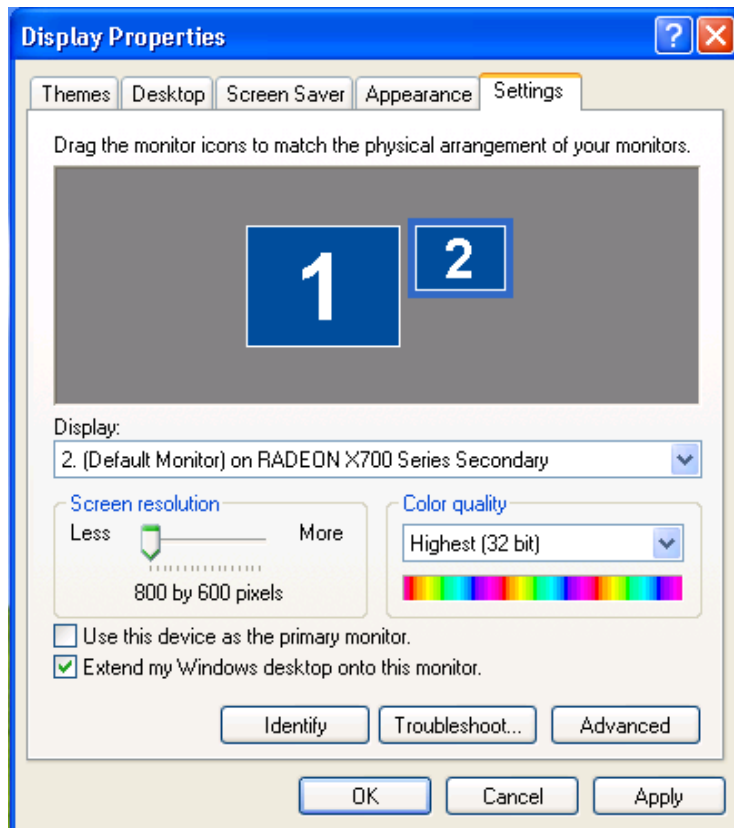 Display Properties
Themes Desktop Screen Saver Appearance Settings
Drag the monitor icons to match the physical arrangement of your monitors.
1 2
Display:
2. (Default Monitor) on RADEON X700 Series Secondary
Screen resolution
Less More
800 by 600 pixels
Color quality
Highest (32 bit)
Use this device as the primary monitor.
Extend my Windows desktop onto this monitor.
Identify Troubleshoot... Advanced
OK Cancel Apply